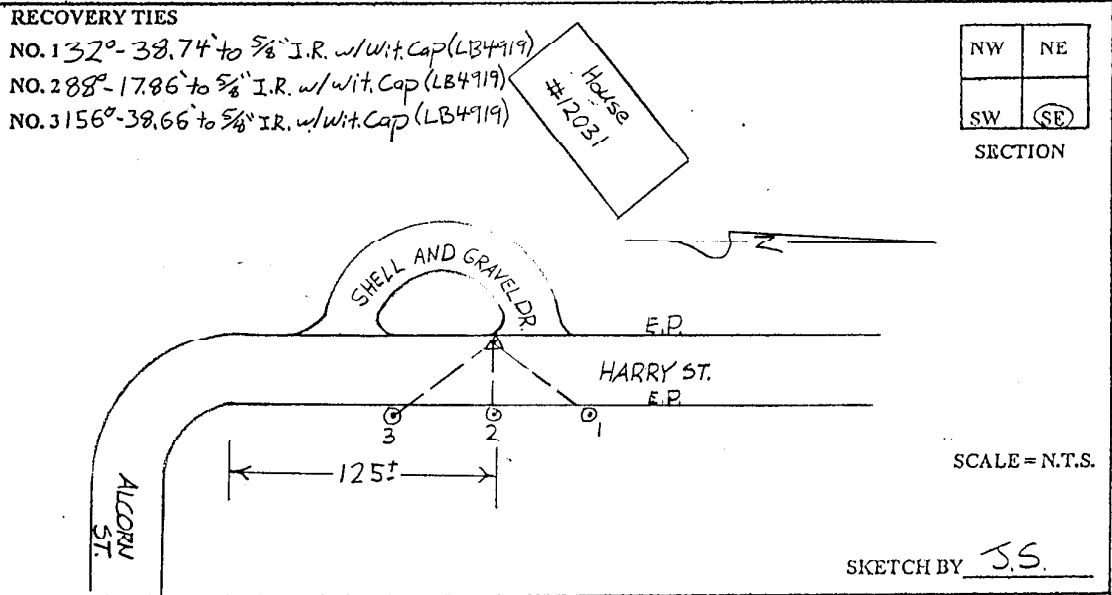 RECOVERY TIES
NO. 1 32°-38.74' to 5/8" I.R. w/Wit. Cap (LB4919)
NO. 2 88°-17.86' to 5/8" I.R. w/Wit. Cap (LB4919)
NO. 3 156°-38.66' to 5/8" I.R. w/Wit. Cap (LB4919)
NW NE
SW SE
SECTION
House
#12031
N
SHELL AND GRAVEL DR.
E.P.
HARRY ST.
E.P.
3 2 1
125±
ALCORN
ST.
SCALE = N.T.S.
SKETCH BY J.S.